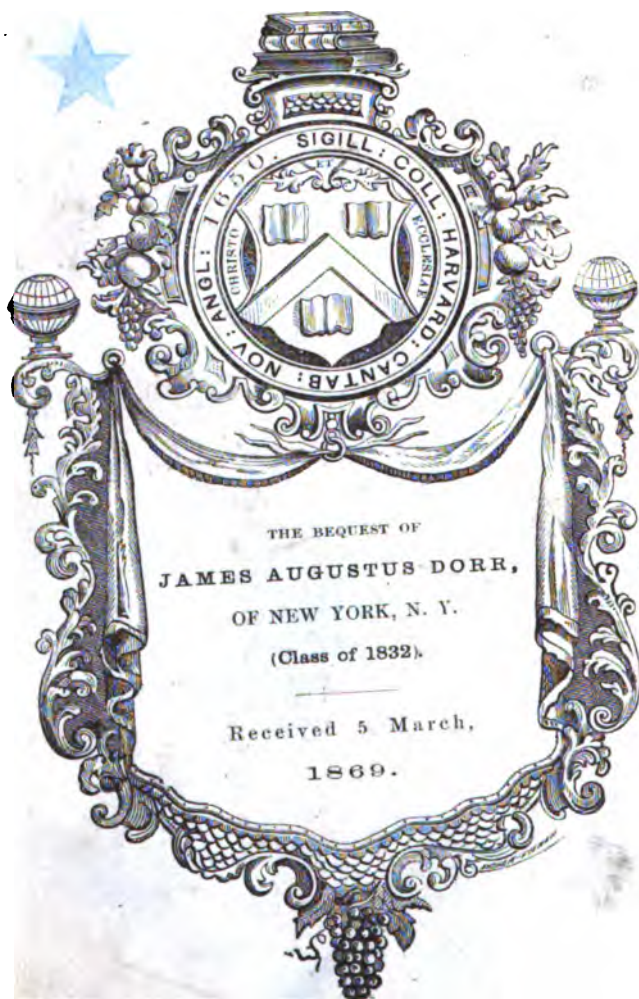 SIGILL : COLL : HARVARD : CANTAB : NOV : ANGL : 1650.
CHRISTO
ET
ECCLESIAE
THE BEQUEST OF
JAMES AUGUSTUS DORR,
OF NEW YORK, N. Y.
(Class of 1832).
Received 5 March,
1869.